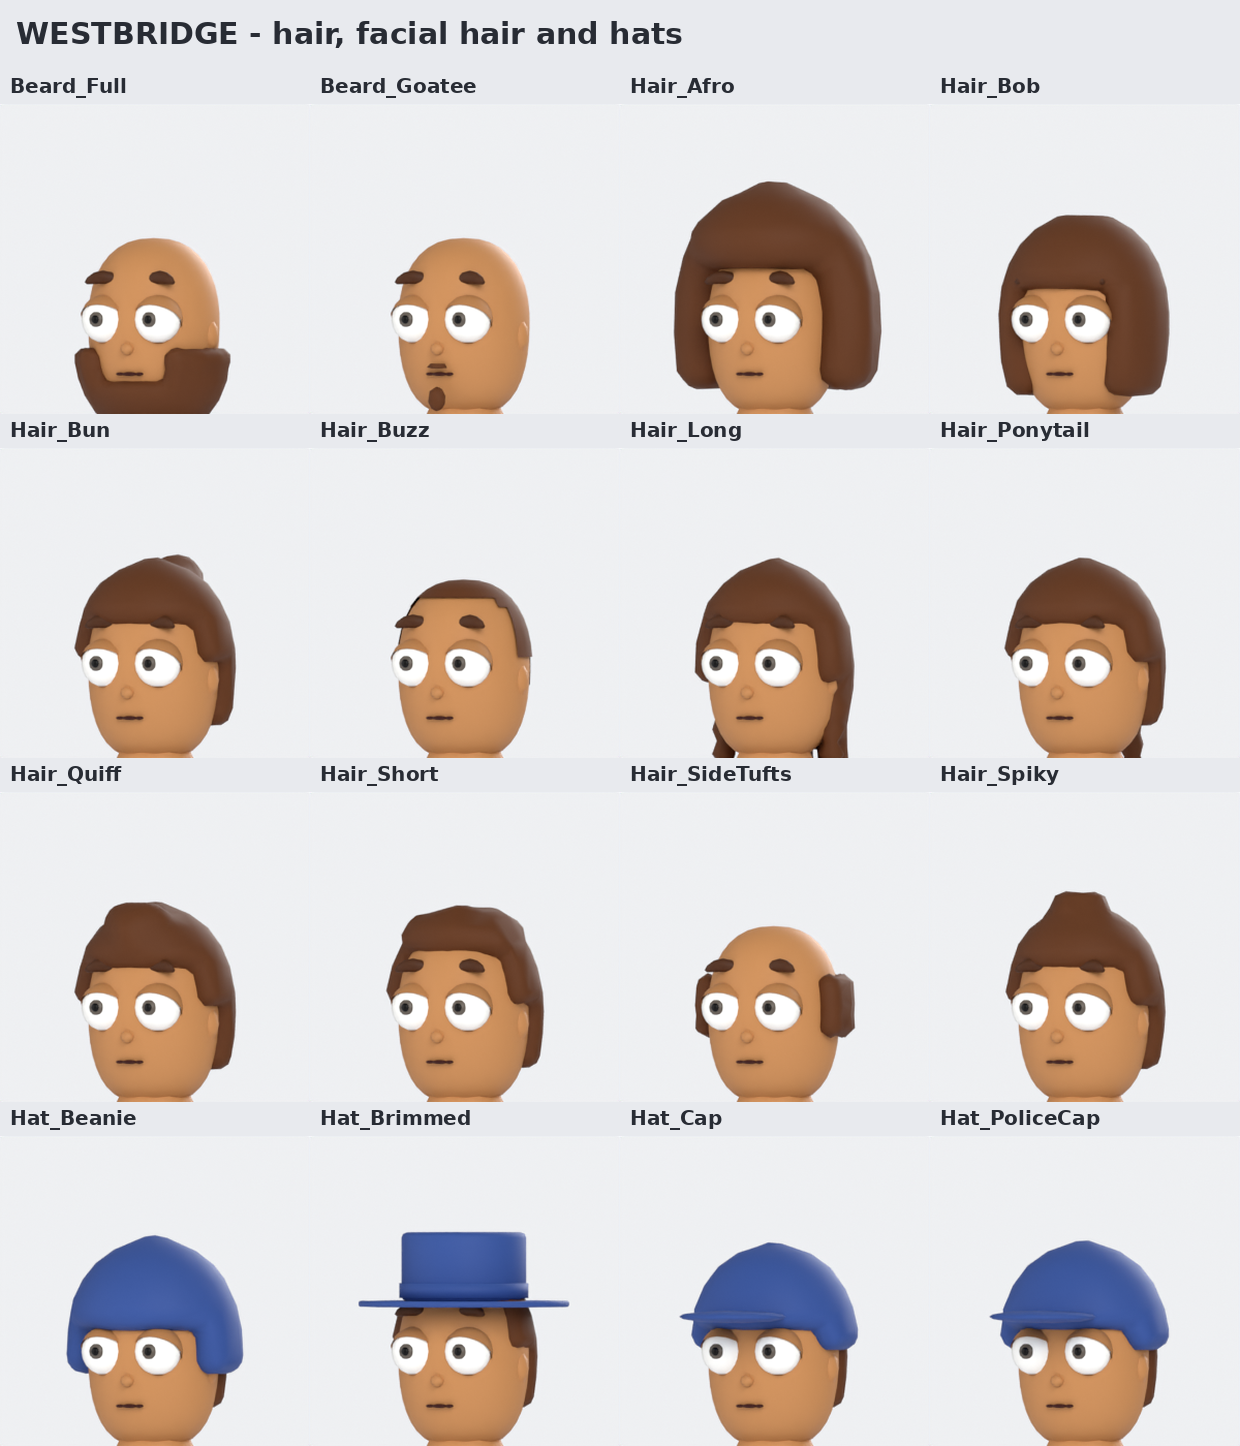 WESTBRIDGE - hair, facial hair and hats
Beard_Full
Beard_Goatee
Hair_Afro
Hair_Bob
Hair_Bun
Hair_Buzz
Hair_Long
Hair_Ponytail
Hair_Quiff
Hair_Short
Hair_SideTufts
Hair_Spiky
Hat_Beanie
Hat_Brimmed
Hat_Cap
Hat_PoliceCap